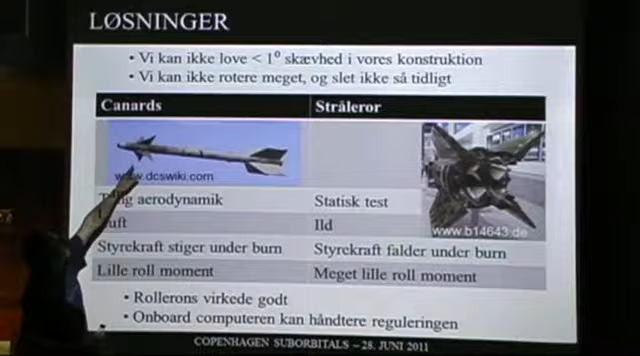 LØSNINGER
• Vi kan ikke love < 1° skævhed i vores konstruktion
• Vi kan ikke rotere meget, og slet ikke så tidligt
Canards Stråleror
www.dcswiki.com
www.b14643.de
aerodynamik Statisk test
Ild
Styrekraft stiger under burn Styrekraft falder under burn
Lille roll moment Meget lille roll moment
• Rollerons virkede godt
• Onboard computeren kan håndtere reguleringen
COPENHAGEN SUBORBITALS – 28. JUNI 2011